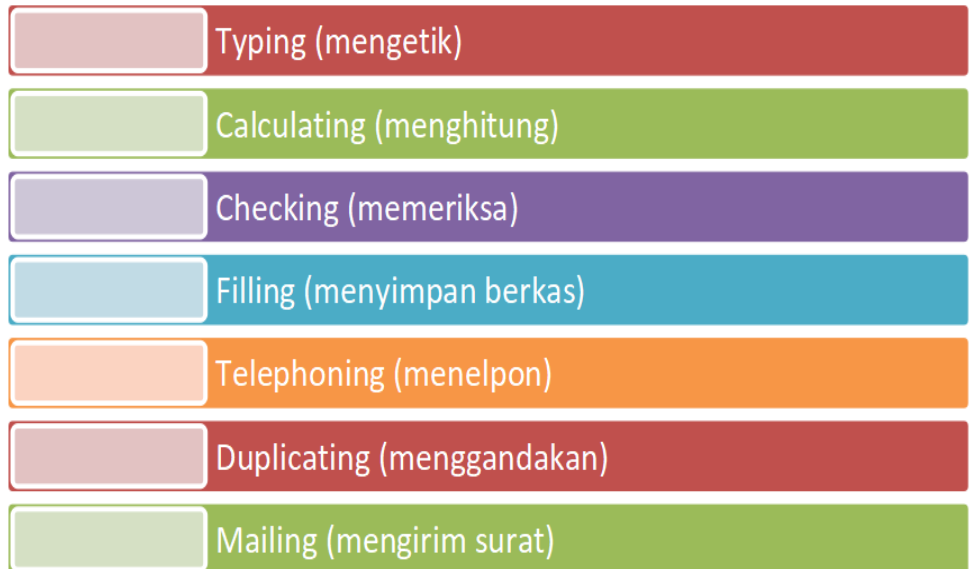 Typing (mengetik)
Calculating (menghitung)
Checking (memeriksa)
Filling (menyimpan berkas)
Telephoning (menelpon)
Duplicating (menggandakan)
Mailing (mengirim surat)